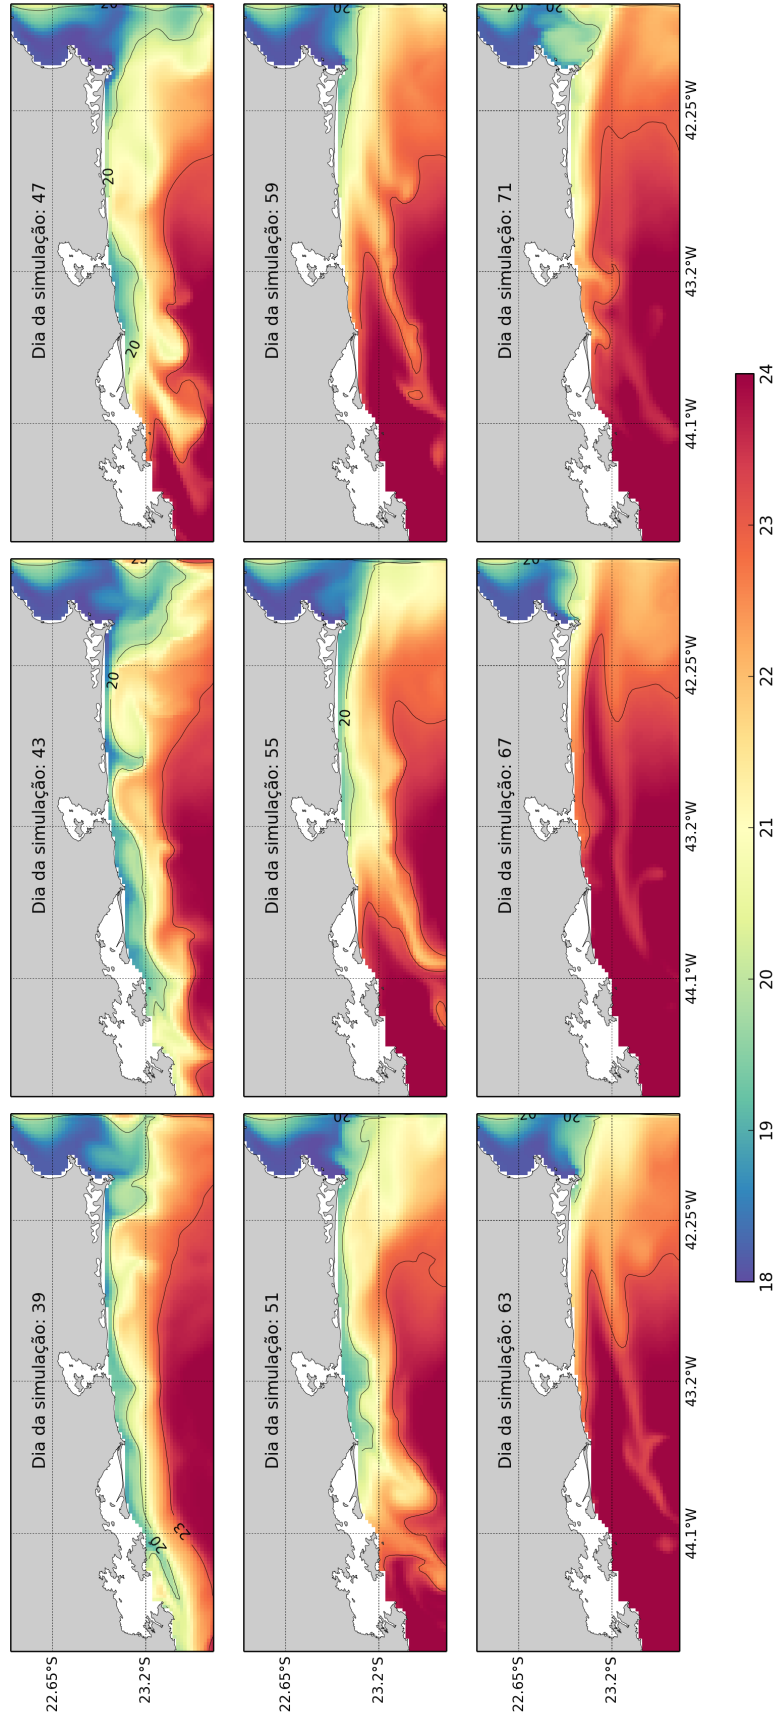 Dia da simulação: 39
Dia da simulação: 43
Dia da simulação: 47
22.65°S
23.2°S
20
23
20
20
20
Dia da simulação: 51
Dia da simulação: 55
Dia da simulação: 59
22.65°S
23.2°S
20
20
20
Dia da simulação: 63
Dia da simulação: 67
Dia da simulação: 71
22.65°S
23.2°S
20
20
44.1°W
43.2°W
42.25°W
44.1°W
43.2°W
42.25°W
44.1°W
43.2°W
42.25°W
18
19
20
21
22
23
24